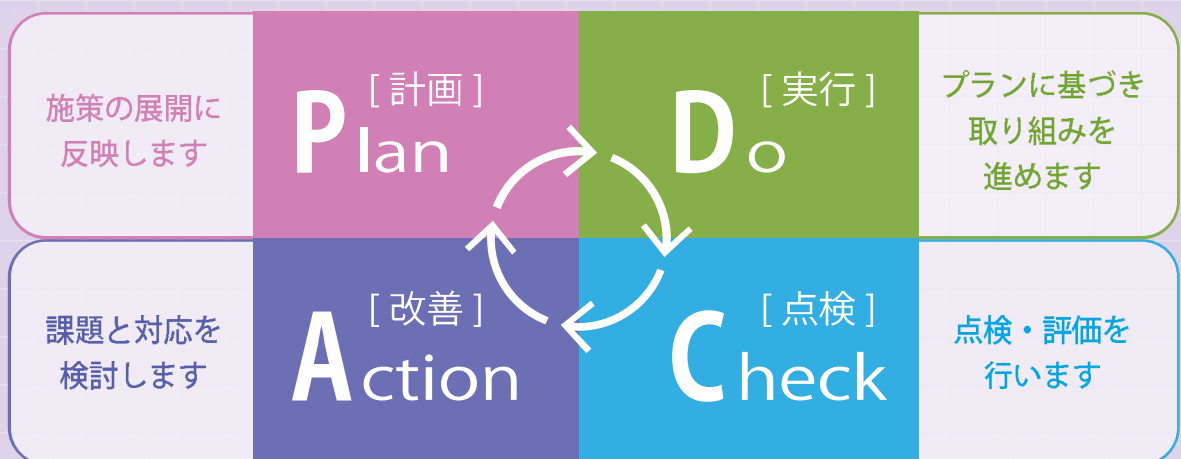 施策の展開に
反映します
[ 計画 ]
Plan
[ 実行 ]
Do
プランに基づき
取り組みを
進めます
課題と対応を
検討します
[ 改善 ]
Action
[ 点検 ]
Check
点検・評価を
行います